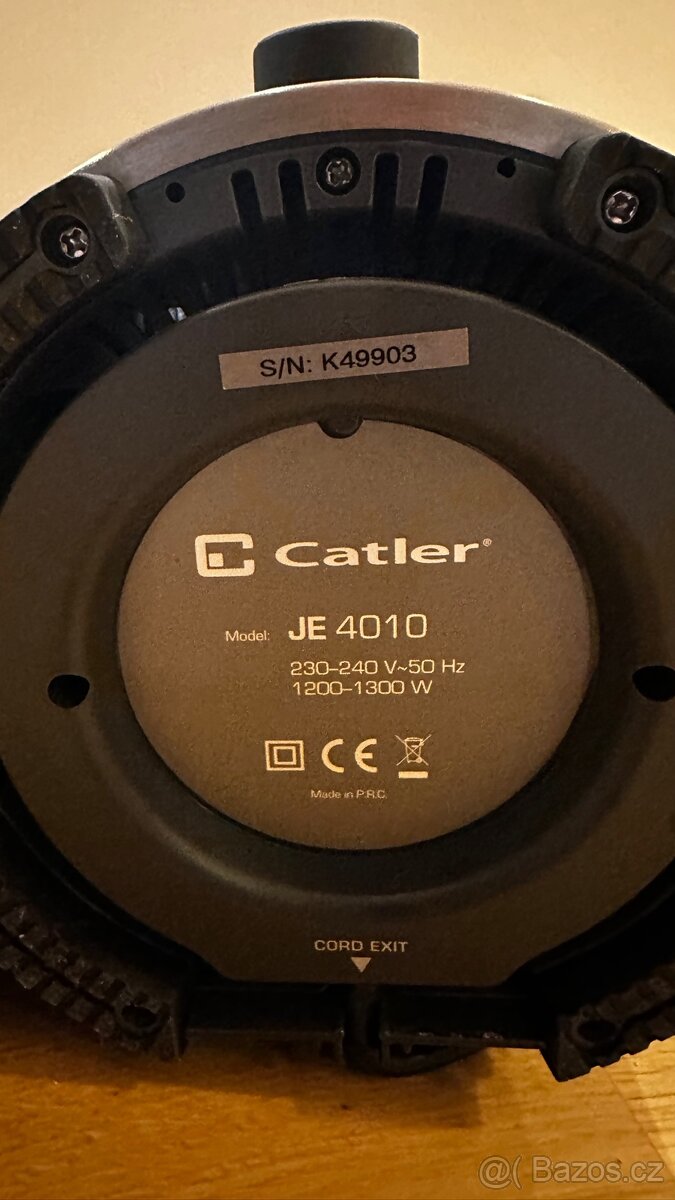 S/N: K49903
Catler®
Model: JE 4010
230–240 V~50 Hz
1200–1300 W
CE
Made in P.R.C.
CORD EXIT
@( Bazos.cz